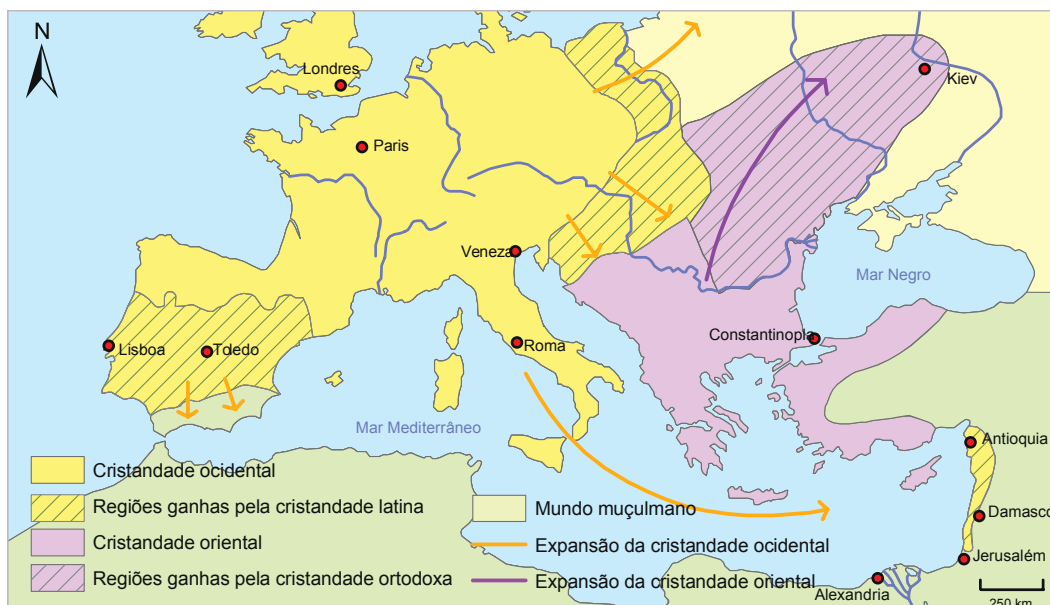 N
Londres
Kiev
Paris
Veneza
Mar Negro
Constantinopla
Lisboa
Toledo
Roma
Mar Mediterrâneo
Antioquia
Damasco
Jerusalém
Alexandria
250 km
Cristandade ocidental
Regiões ganhas pela cristandade latina
Cristandade oriental
Regiões ganhas pela cristandade ortodoxa
Mundo muçulmano
Expansão da cristandade ocidental
Expansão da cristandade oriental